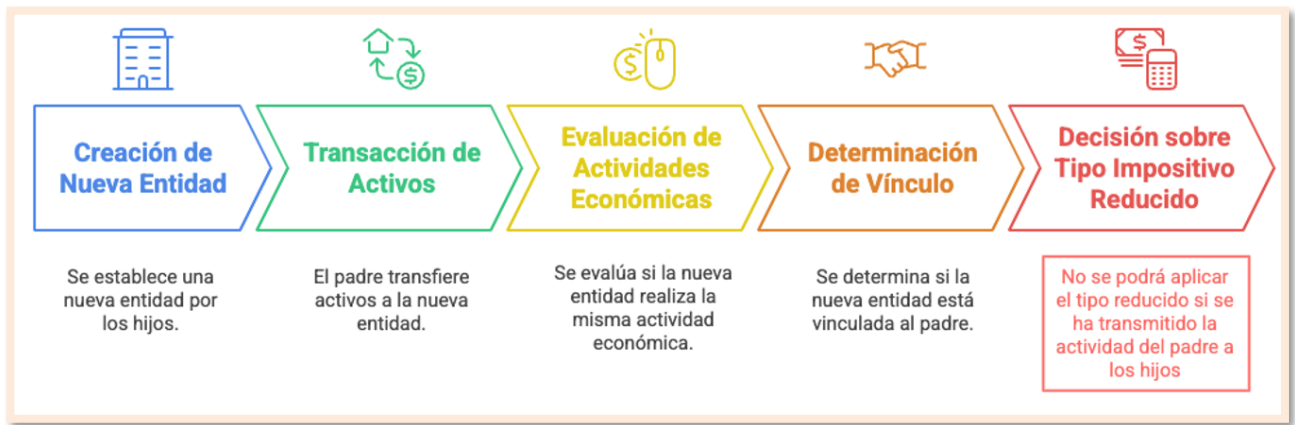 Creación de
Nueva Entidad
Transacción de
Activos
Evaluación de
Actividades
Económicas
Determinación
de Vínculo
Decisión sobre
Tipo Impositivo
Reducido
Se establece una
nueva entidad por
los hijos.
El padre transfiere
activos a la nueva
entidad.
Se evalúa si la nueva
entidad realiza la
misma actividad
económica.
Se determina si la
nueva entidad está
vinculada al padre.
No se podrá aplicar
el tipo reducido si se
ha transmitido la
actividad del padre a
los hijos